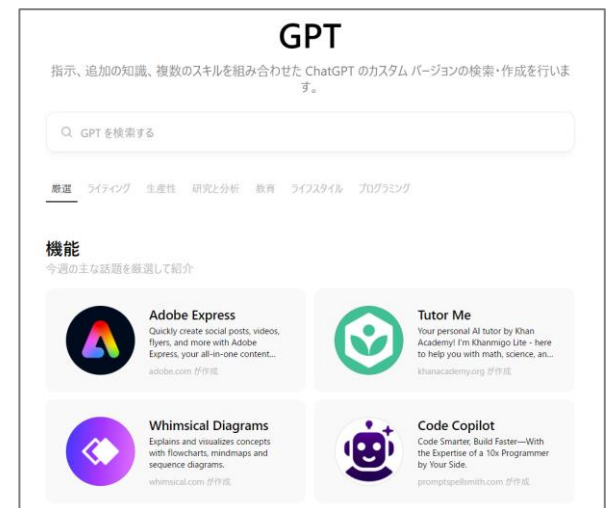 GPT
指示、追加の知識、複数のスキルを組み合わせた ChatGPT のカスタム バージョンの検索・作成を行いま
す。
GPT を検索する
厳選 ライティング 生産性 研究と分析 教育 ライフスタイル プログラミング
機能
今週の主な話題を厳選して紹介
Adobe Express
Quickly create social posts, videos,
flyers, and more with Adobe
Express, your all-in-one content...
adobe.com が作成
Tutor Me
Your personal AI tutor by Khan
Academy! I'm Khanmigo Lite - here
to help you with math, science, an...
khanacademy.org が作成
Whimsical Diagrams
Explains and visualizes concepts
with flowcharts, mindmaps and
sequence diagrams.
whimsical.com が作成
Code Copilot
Code Smarter, Build Faster—With
the Expertise of a 10x Programmer
by Your Side.
promptspellsmith.com が作成